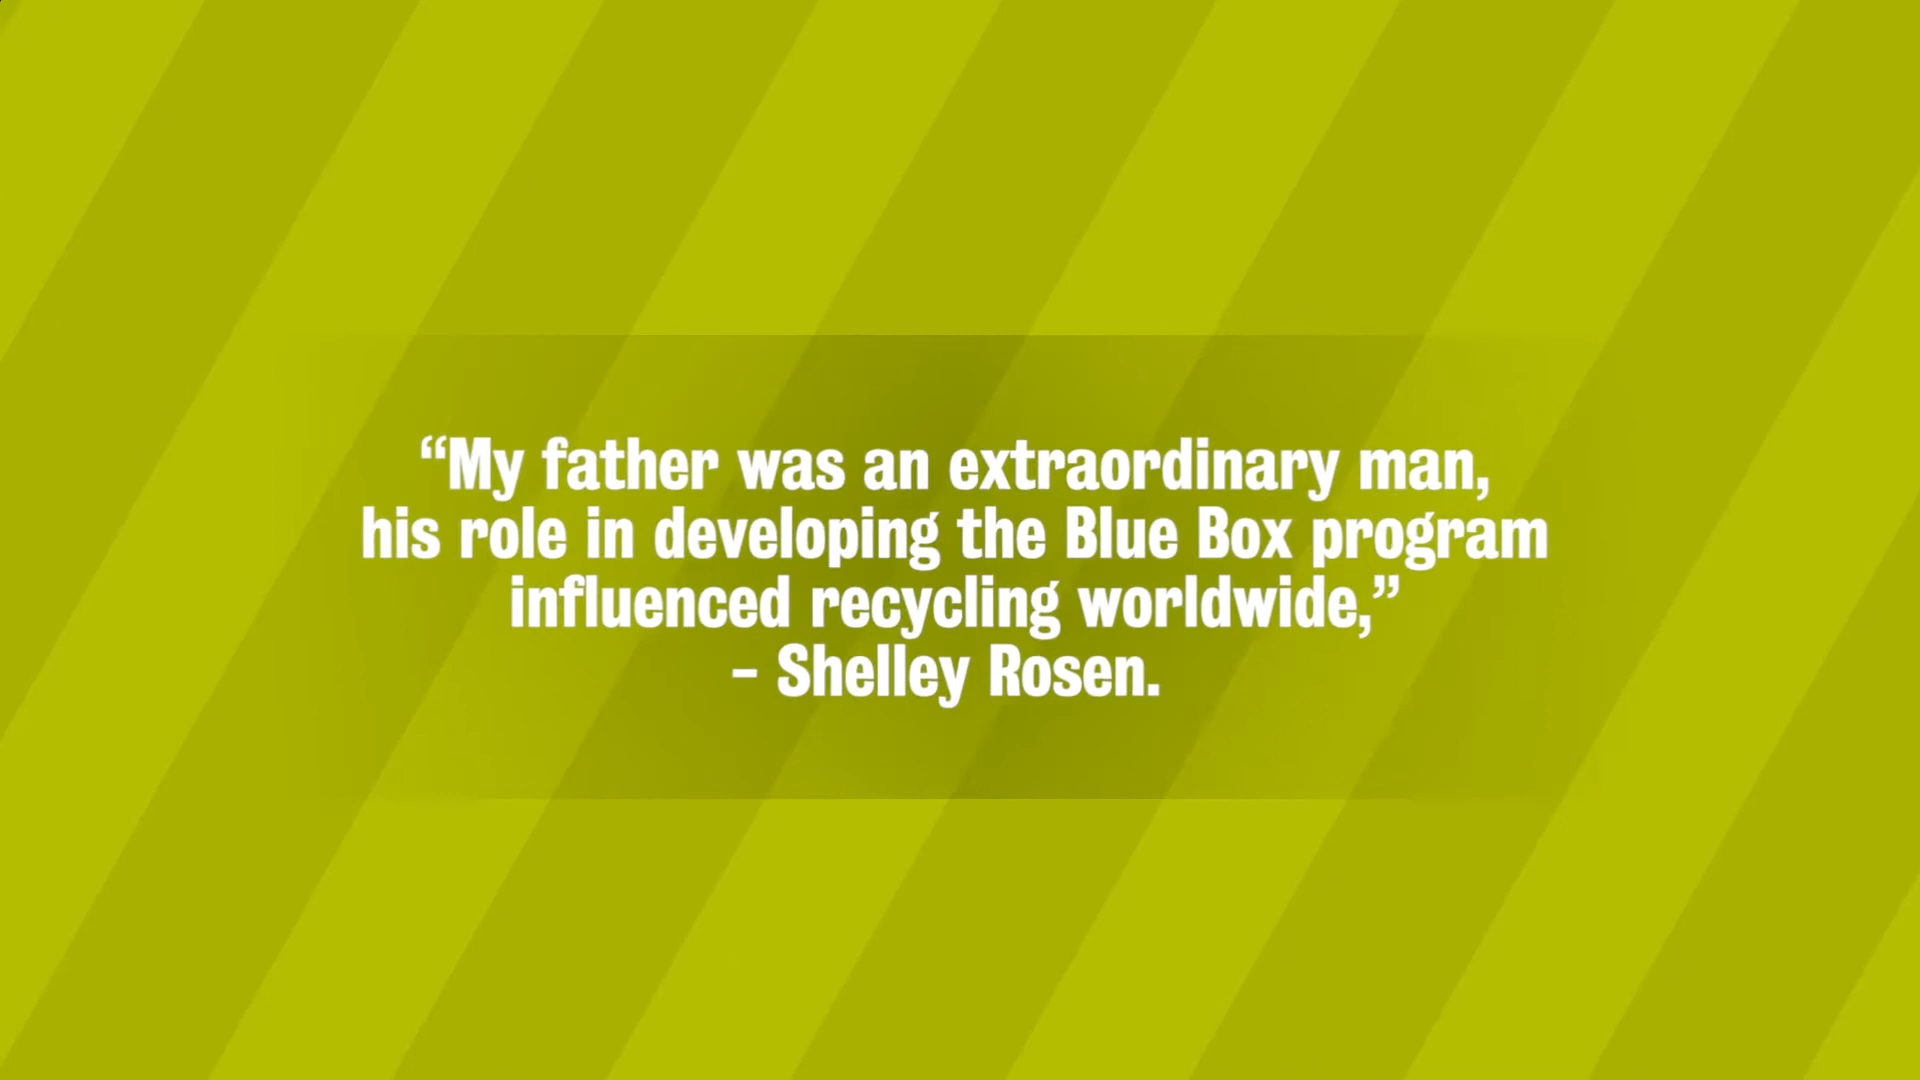 “My father was an extraordinary man,
his role in developing the Blue Box program
influenced recycling worldwide,”
- Shelley Rosen.